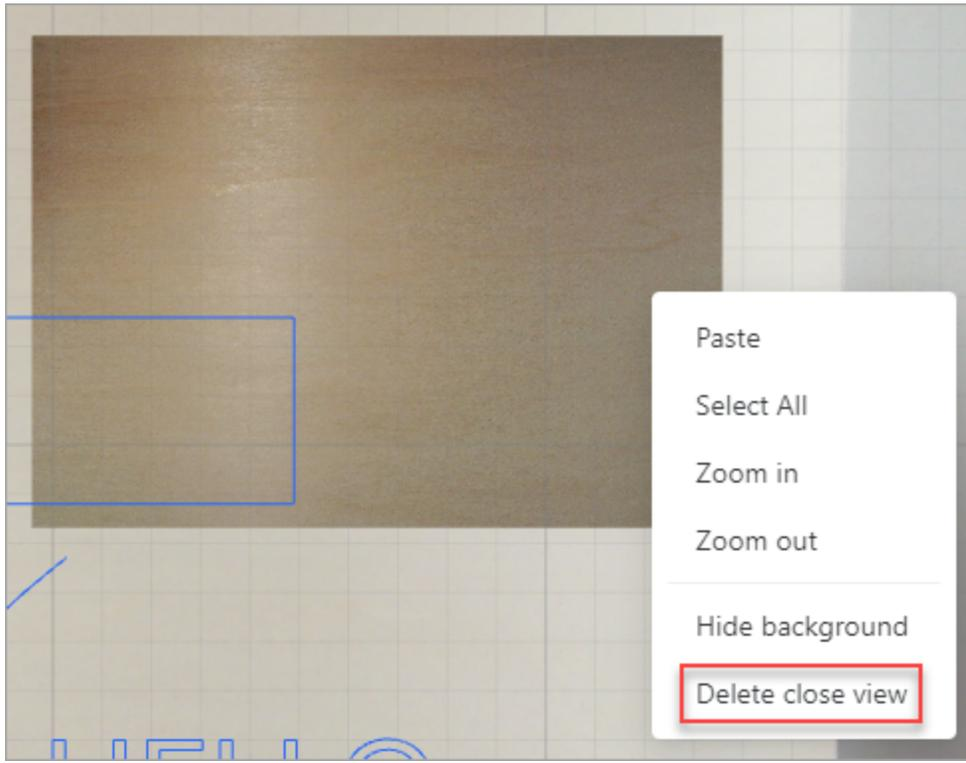 Paste
Select All
Zoom in
Zoom out
Hide background
Delete close view